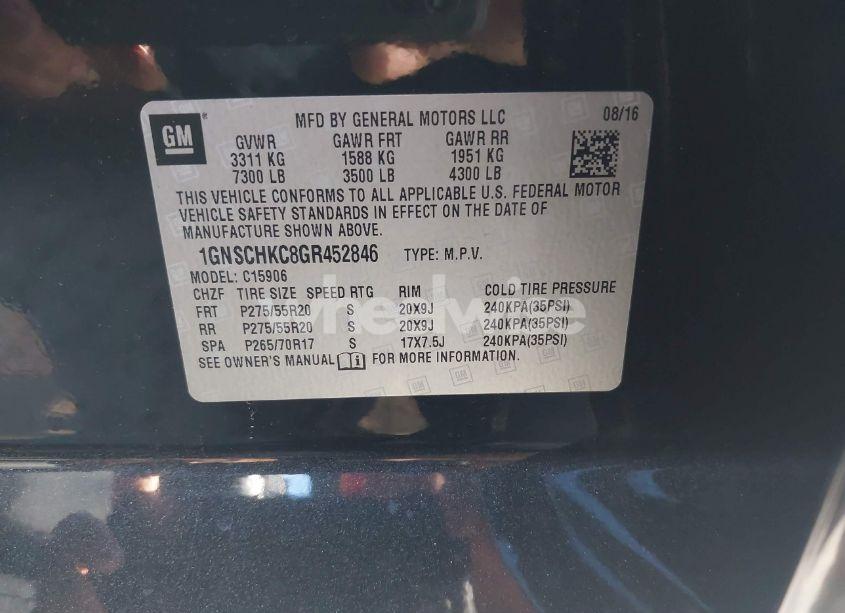 GM
MFD BY GENERAL MOTORS LLC 08/16
GVWR GAWR FRT GAWR RR
3311 KG 1588 KG 1951 KG
7300 LB 3500 LB 4300 LB
THIS VEHICLE CONFORMS TO ALL APPLICABLE U.S. FEDERAL MOTOR
VEHICLE SAFETY STANDARDS IN EFFECT ON THE DATE OF
MANUFACTURE SHOWN ABOVE.
1GNSCHKC8GR452846 TYPE: M.P.V.
MODEL: C15906
CHZF TIRE SIZE SPEED RTG RIM COLD TIRE PRESSURE
FRT P275/55R20 S 20X9J 240KPA(35PSI)
RR P275/55R20 S 20X9J 240KPA(35PSI)
SPA P265/70R17 S 17X7.5J 240KPA(35PSI)
SEE OWNER'S MANUAL FOR MORE INFORMATION.